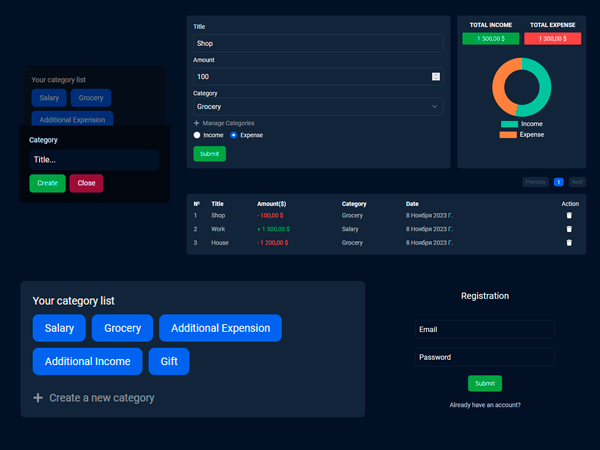 Title
Shop
Amount
100
Category
Grocery
Manage Categories
Income Expense
Submit
TOTAL INCOME TOTAL EXPENSE
1 500,00 $ 1 300,00 $
Income
Expense
Your category list
Salary Grocery
Additional Expension
Category
Title...
Create Close
Previous 1 Next
№ Title Amount($) Category Date Action
1 Shop - 100,00 $ Grocery 8 Ноября 2023 Г.
2 Work + 1 500,00 $ Salary 8 Ноября 2023 Г.
3 House - 1 200,00 $ Grocery 8 Ноября 2023 Г.
Your category list
Salary Grocery Additional Expension
Additional Income Gift
Create a new category
Registration
Email
Password
Submit
Already have an account?